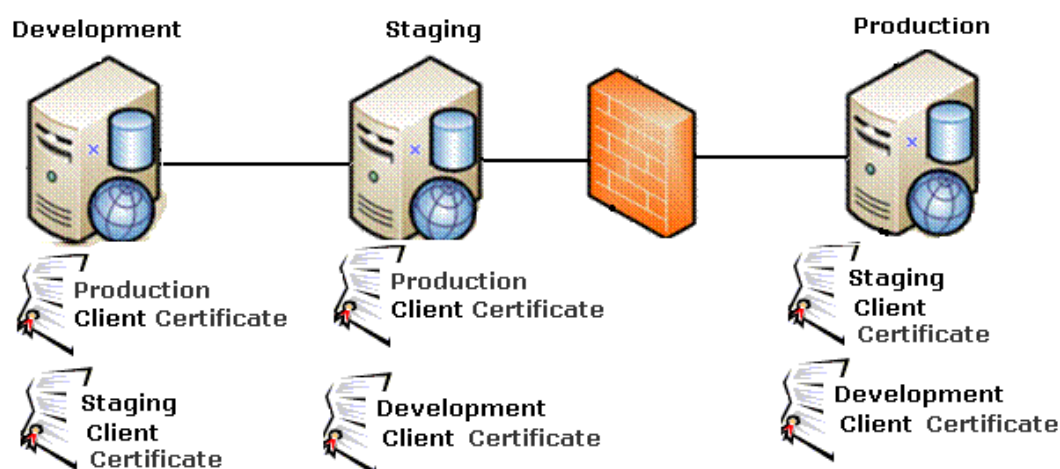 Development
Staging
Production
Production
Client Certificate
Production
Client Certificate
Staging
Client
Certificate
Staging
Client
Certificate
Development
Client Certificate
Development
Client Certificate